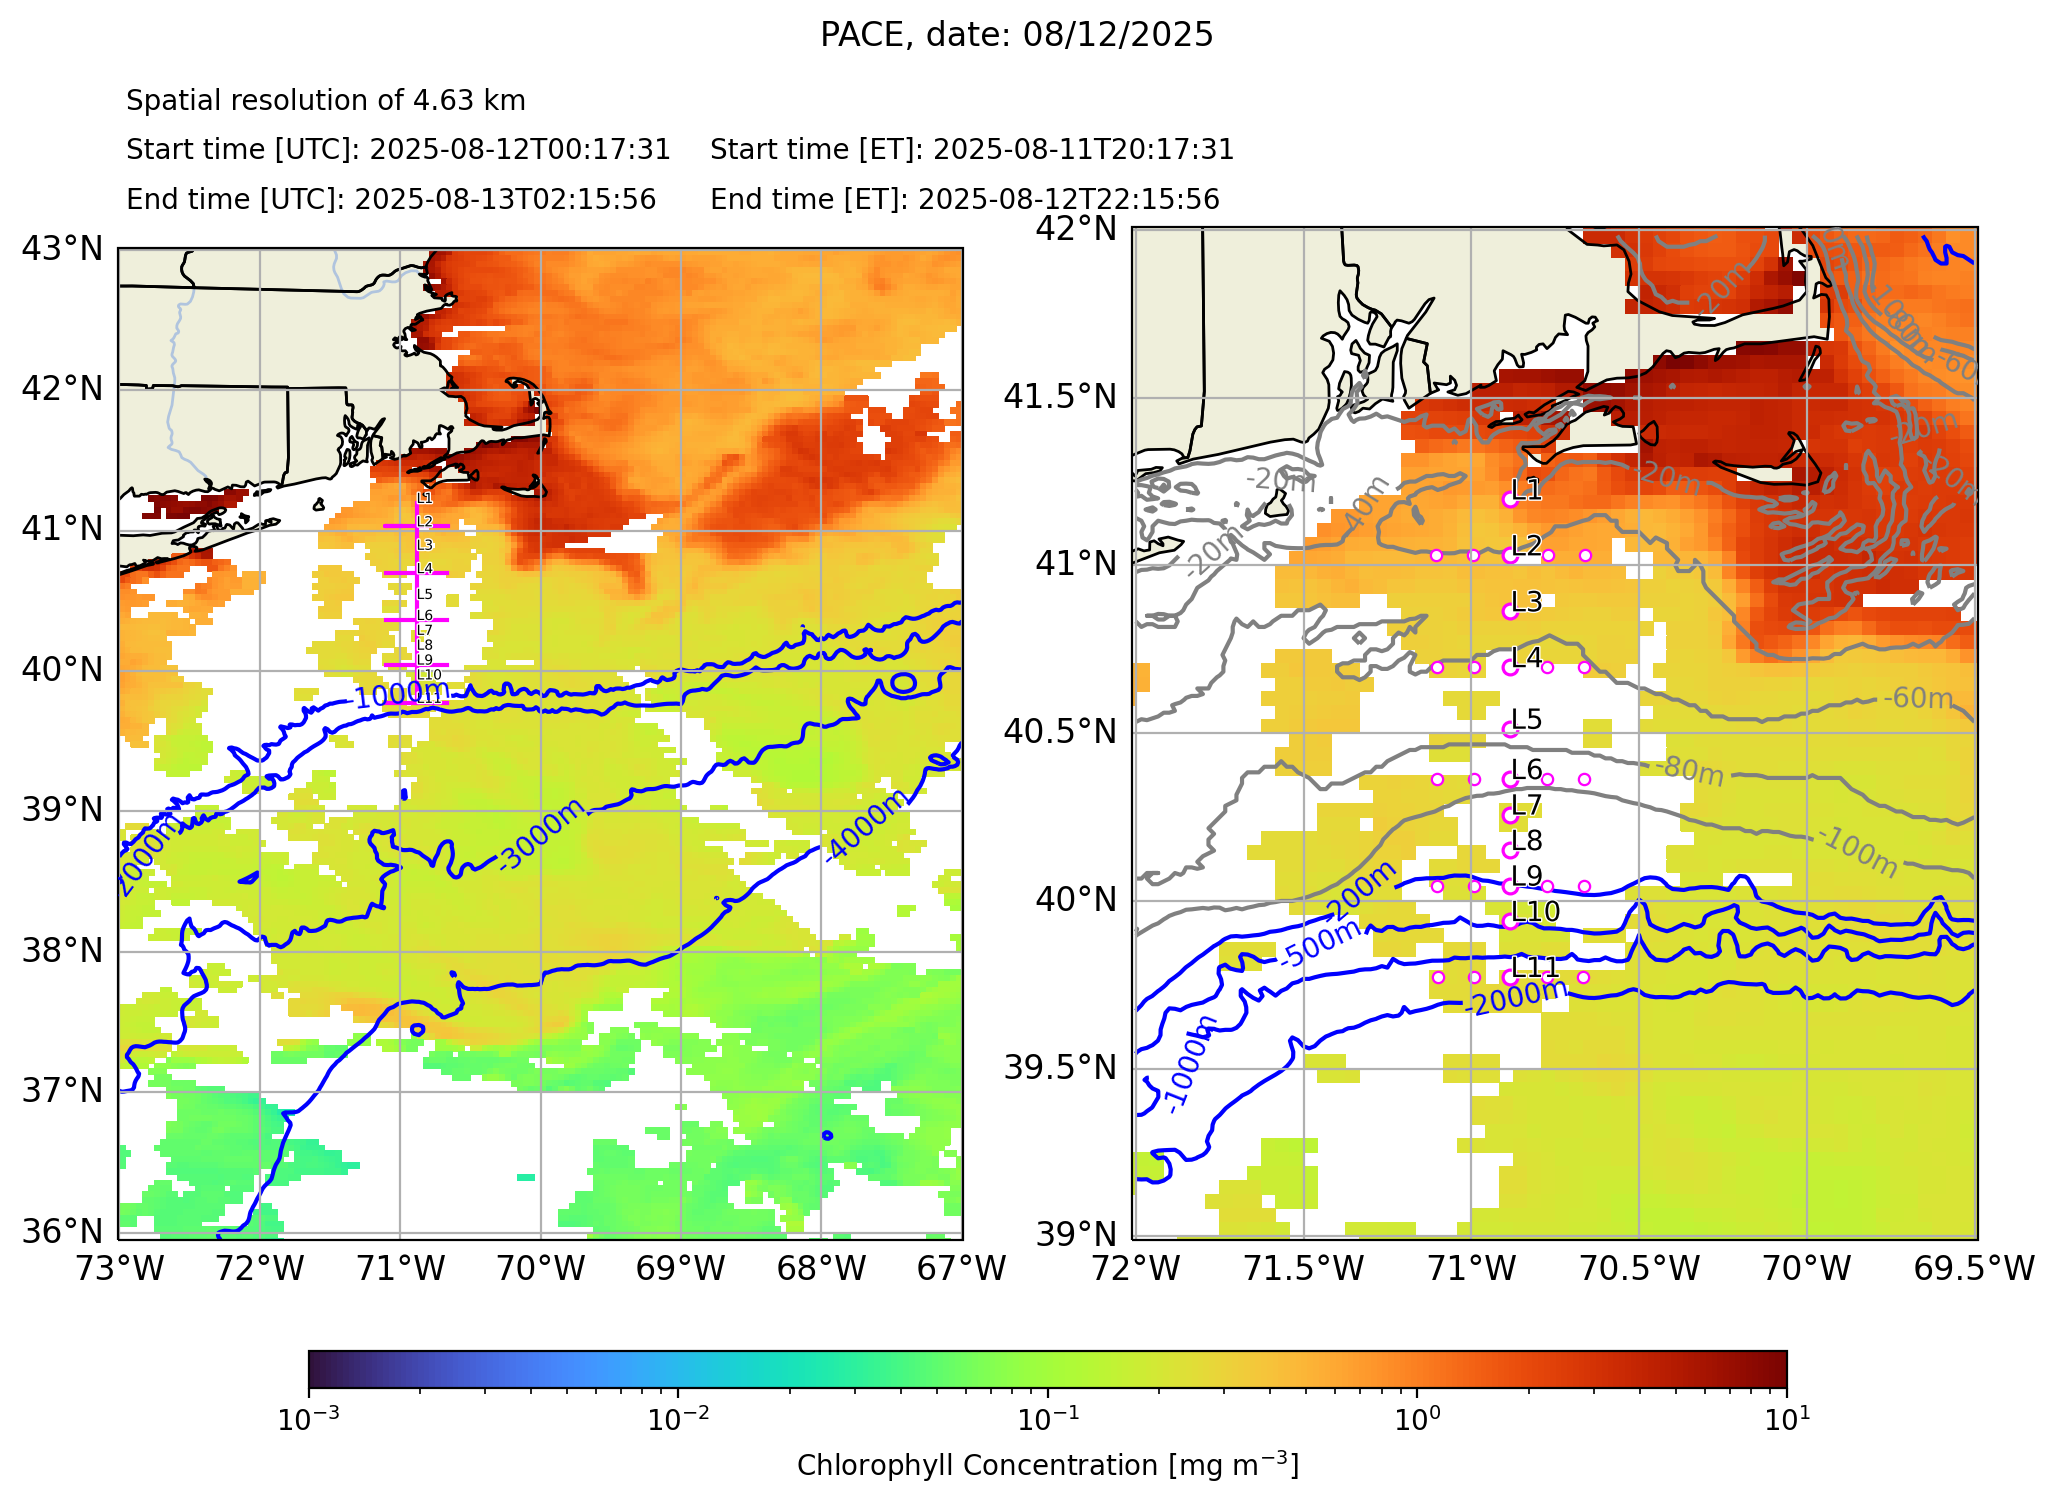 PACE, date: 08/12/2025
Spatial resolution of 4.63 km
Start time [UTC]: 2025-08-12T00:17:31 Start time [ET]: 2025-08-11T20:17:31
End time [UTC]: 2025-08-13T02:15:56 End time [ET]: 2025-08-12T22:15:56
43°N
42°N
41°N
40°N
39°N
38°N
37°N
36°N
73°W 72°W 71°W 70°W 69°W 68°W 67°W
L1
L2
L3
L4
L5
L6
L7
L8
L9
L10
L11
-1000m
-2000m
-3000m
-4000m
42°N
41.5°N
41°N
40.5°N
40°N
39.5°N
39°N
72°W 71.5°W 71°W 70.5°W 70°W 69.5°W
-20m
-100m
-80m
-60
-20m
-20m
-20m
-20m
-40m
-20m
L1
L2
L3
L4
-60m
L5
-80m
L6
L7
-100m
L8
L9
-200m
L10
-500m
L11
-2000m
-1000m
10⁻³ 10⁻² 10⁻¹ 10⁰ 10¹
Chlorophyll Concentration [mg m⁻³]